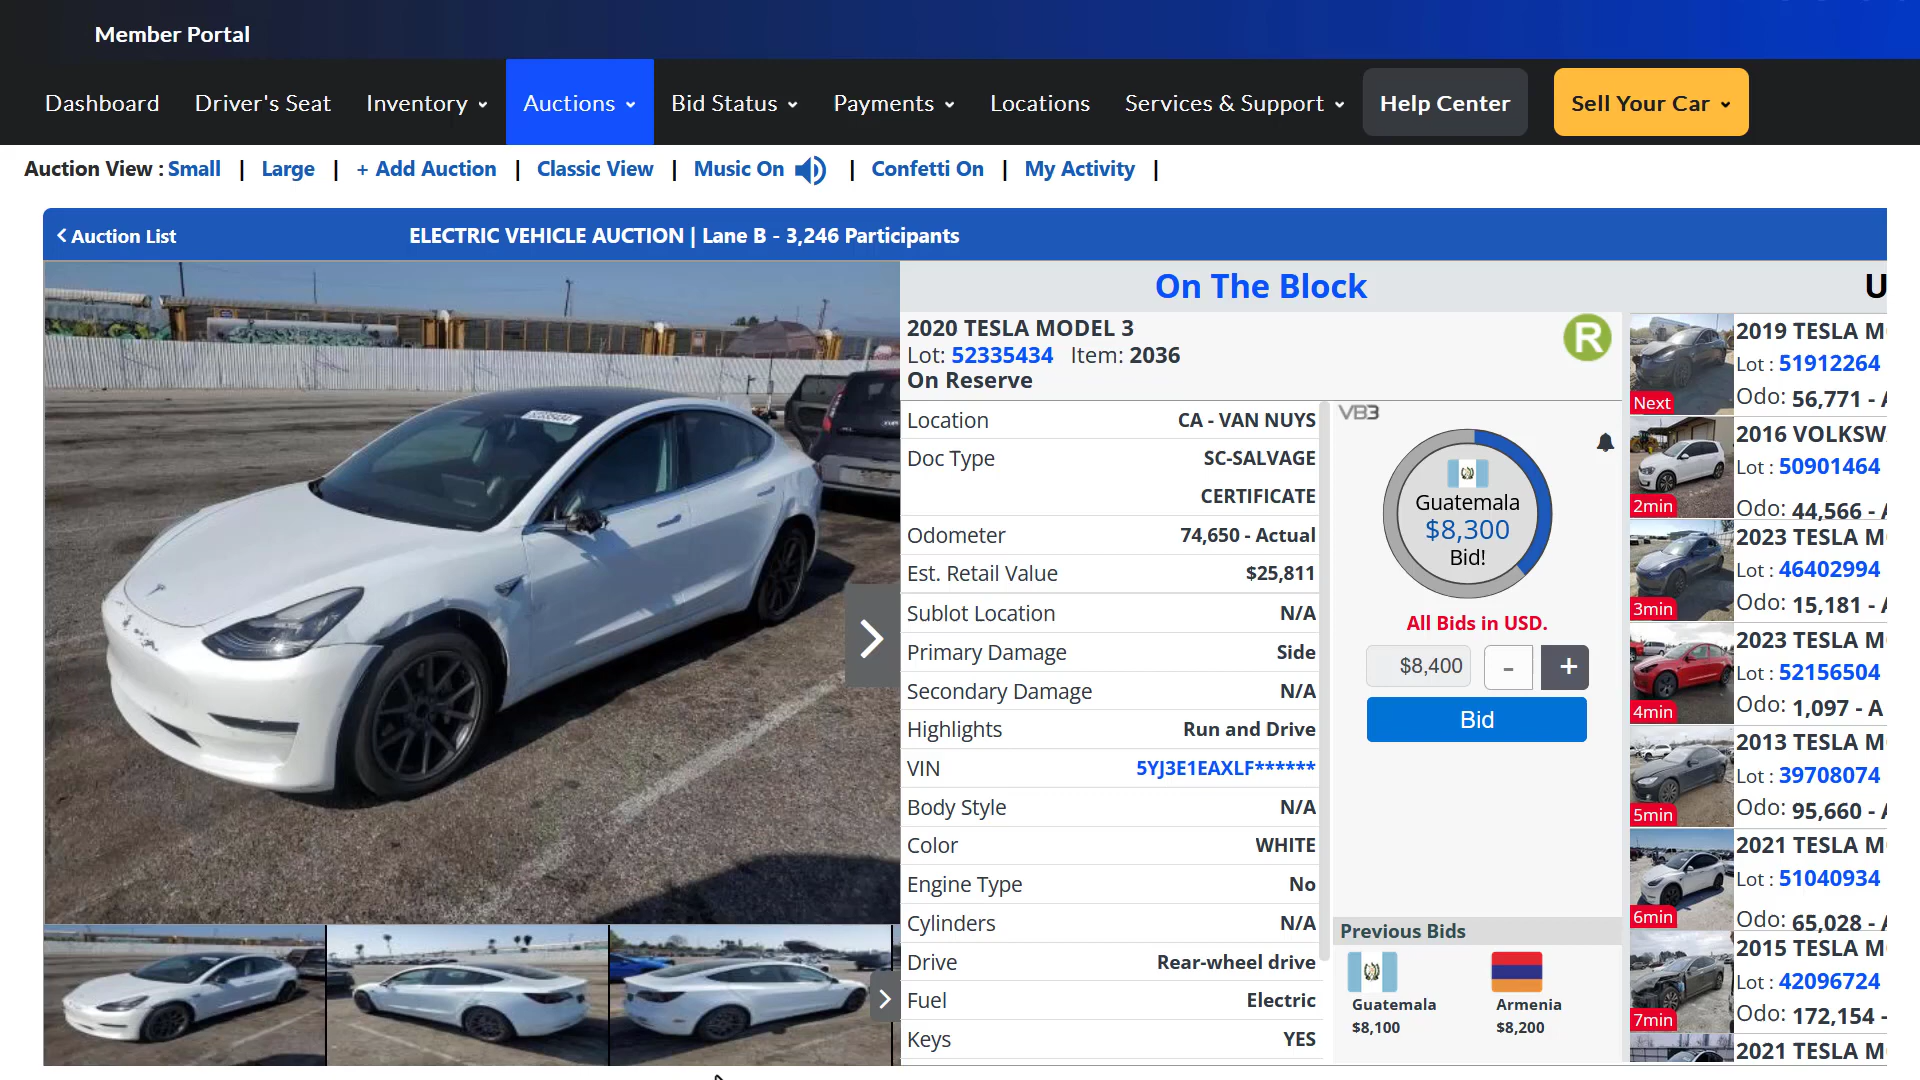 Member Portal
Dashboard
Driver's Seat
Inventory
Auctions
Bid Status
Payments
Locations
Services & Support
Help Center
Sell Your Car
Auction View : Small | Large | + Add Auction | Classic View | Music On | Confetti On | My Activity |
Auction List
ELECTRIC VEHICLE AUCTION | Lane B - 3,246 Participants
On The Block
2020 TESLA MODEL 3
Lot: 52335434 Item: 2036
On Reserve
R
Location CA - VAN NUYS
Doc Type SC-SALVAGE
CERTIFICATE
Odometer 74,650 - Actual
Est. Retail Value $25,811
Sublot Location N/A
Primary Damage Side
Secondary Damage N/A
Highlights Run and Drive
VIN 5YJ3E1EAXLF******
Body Style N/A
Color WHITE
Engine Type No
Cylinders N/A
Drive Rear-wheel drive
Fuel Electric
Keys YES
VB3
Guatemala
$8,300
Bid!
All Bids in USD.
$8,400 - +
Bid
Previous Bids
Guatemala
$8,100
Armenia
$8,200
U
2019 TESLA M
Lot : 51912264
Odo: 56,771 - A
Next
2016 VOLKSW
Lot : 50901464
Odo: 44,566 - A
2min
2023 TESLA M
Lot : 46402994
Odo: 15,181 - A
3min
2023 TESLA M
Lot : 52156504
Odo: 1,097 - A
4min
2013 TESLA M
Lot : 39708074
Odo: 95,660 - A
5min
2021 TESLA M
Lot : 51040934
Odo: 65,028 - A
6min
2015 TESLA M
Lot : 42096724
Odo: 172,154 -
7min
2021 TESLA M